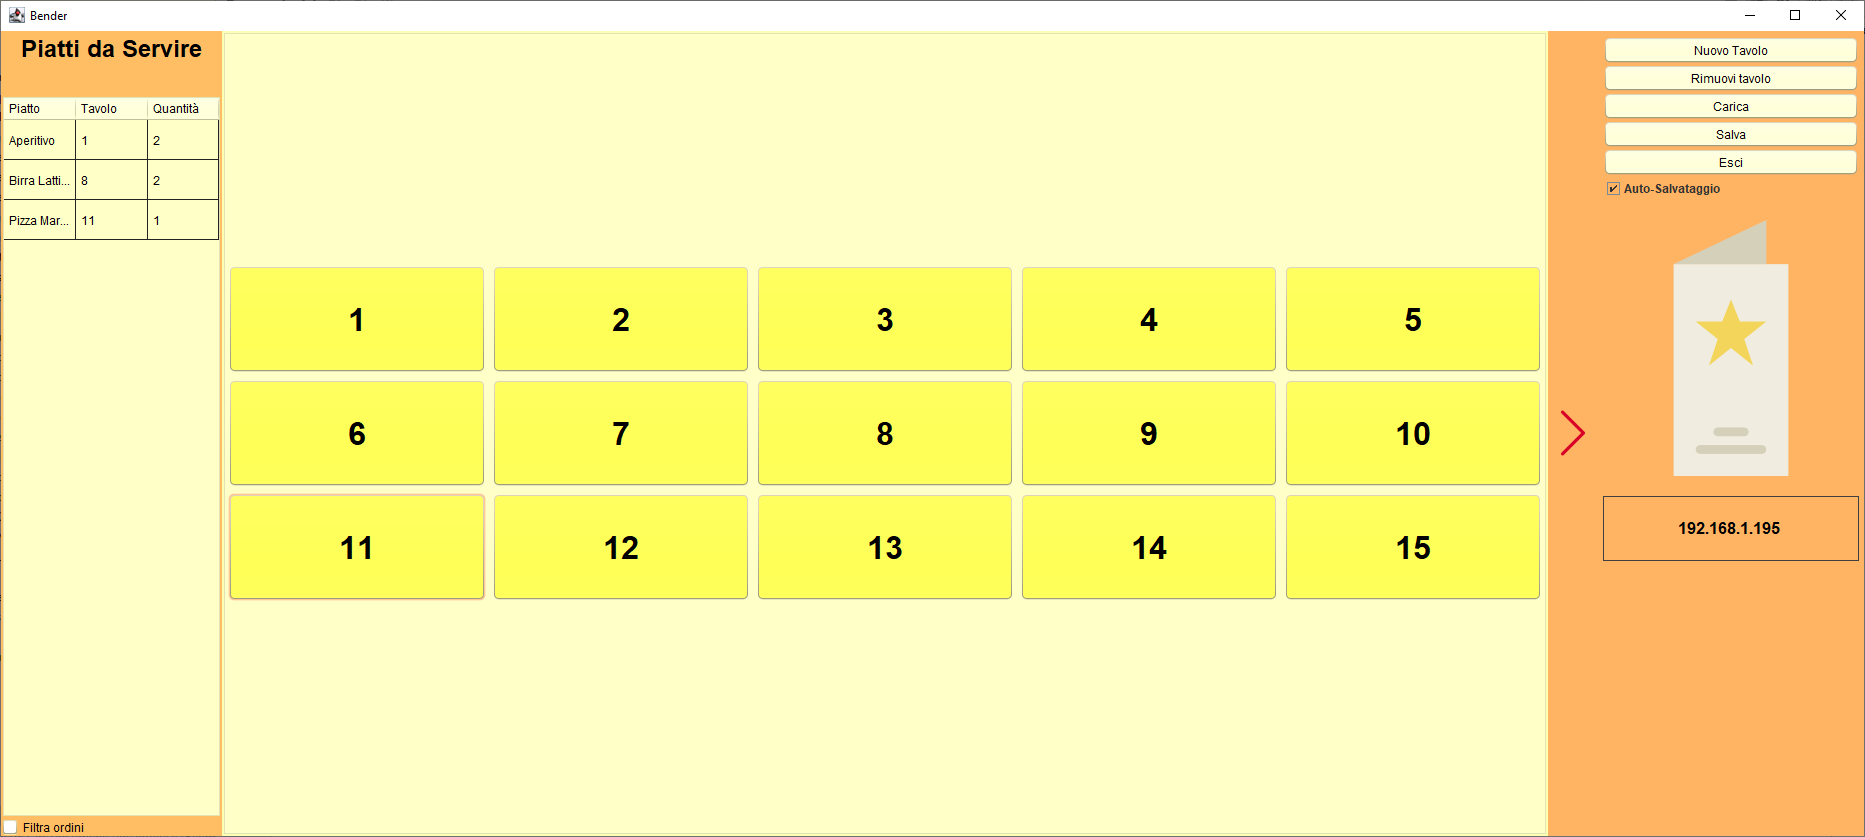 Bender
Piatti da Servire
Piatto Tavolo Quantità
Aperitivo 1 2
Birra Latti... 8 2
Pizza Mar... 11 1
Filtra ordini
1 2 3 4 5
6 7 8 9 10
11 12 13 14 15
Nuovo Tavolo
Rimuovi tavolo
Carica
Salva
Esci
Auto-Salvataggio
192.168.1.195